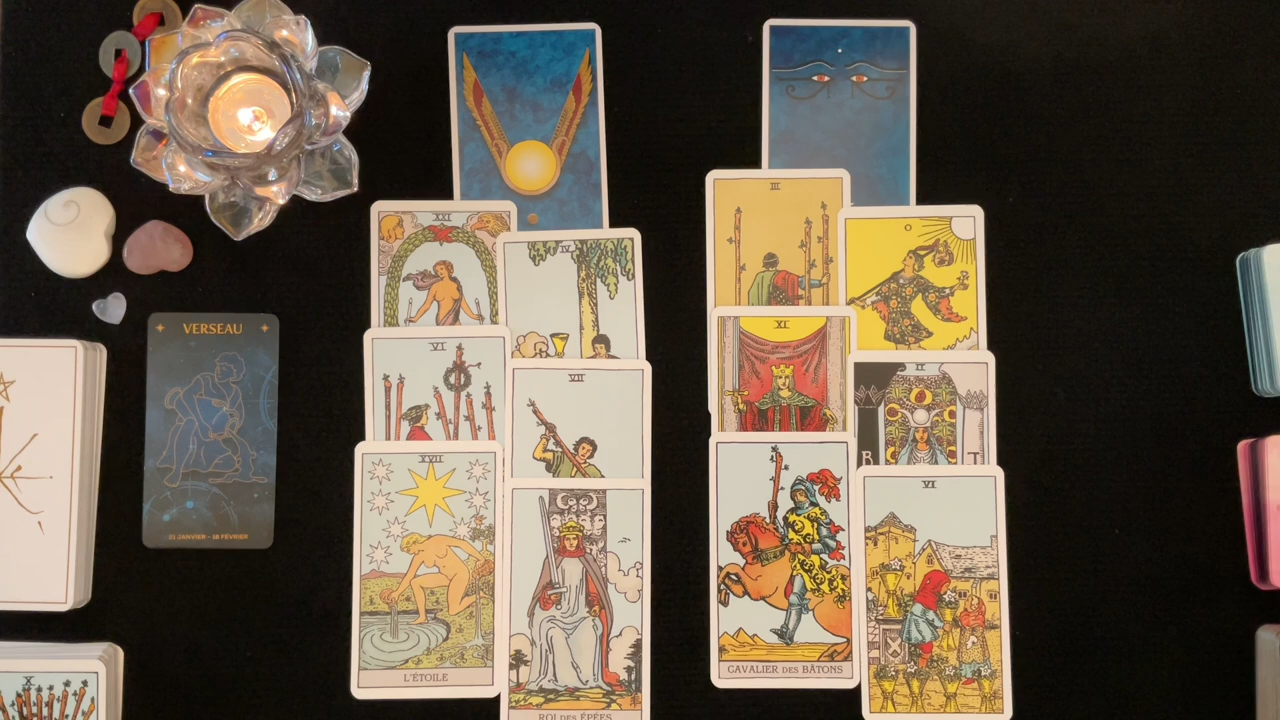 XXI
IV
III
VERSEAU
VI
VII
XI
II
B
XVII
VI
21 JANVIER - 18 FÉVRIER
L'ÉTOILE
CAVALIER DES BÂTONS
X
ROI DES ÉPÉES